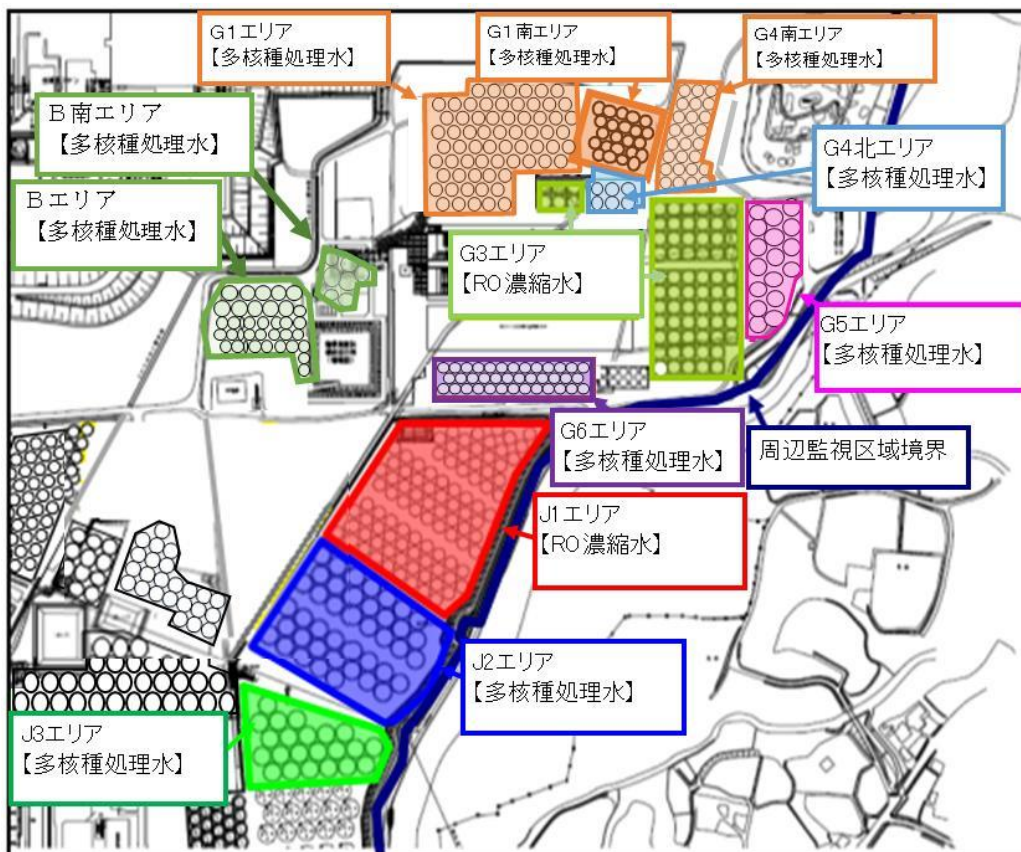 G1エリア
【多核種処理水】
G1南エリア
【多核種処理水】
G4南エリア
【多核種処理水】
B南エリア
【多核種処理水】
G4北エリア
【多核種処理水】
Bエリア
【多核種処理水】
G3エリア
【RO濃縮水】
G5エリア
【多核種処理水】
G6エリア
【多核種処理水】
周辺監視区域境界
J1エリア
【RO濃縮水】
J2エリア
【多核種処理水】
J3エリア
【多核種処理水】